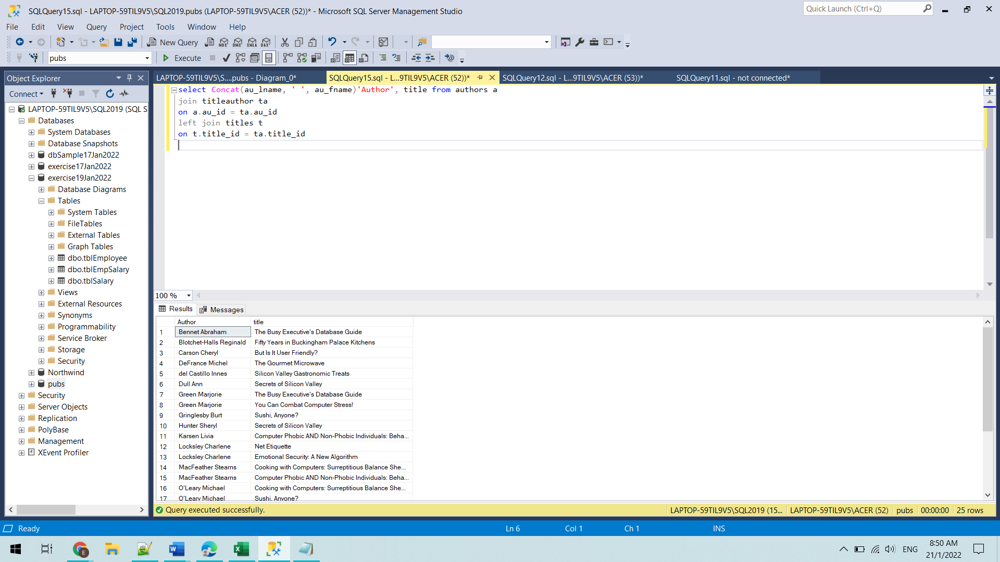 SQLQuery15.sql - LAPTOP-59TIL9V5\SQL2019.pubs (LAPTOP-59TIL9V5\ACER (52))* - Microsoft SQL Server Management Studio
Quick Launch (Ctrl+Q)
File Edit View Query Project Tools Window Help
New Query MDX DMX XMLA DAX
pubs Execute
Object Explorer
LAPTOP-59TIL9V5\S....pubs - Diagram_0*
SQLQuery15.sql - L...9TIL9V5\ACER (52))*
SQLQuery12.sql - L...9TIL9V5\ACER (53))*
SQLQuery11.sql - not connected*
Connect
LAPTOP-59TIL9V5\SQL2019 (SQL S
Databases
System Databases
Database Snapshots
dbSample17Jan2022
exercise17Jan2022
exercise19Jan2022
Database Diagrams
Tables
System Tables
FileTables
External Tables
Graph Tables
dbo.tblEmployee
dbo.tblEmpSalary
dbo.tblSalary
Views
External Resources
Synonyms
Programmability
Service Broker
Storage
Security
Northwind
pubs
Security
Server Objects
Replication
PolyBase
Management
XEvent Profiler
select Concat(au_lname, ' ', au_fname)'Author', title from authors a
join titleauthor ta
on a.au_id = ta.au_id
left join titles t
on t.title_id = ta.title_id
100 %
Results Messages
Author title
1 Bennet Abraham The Busy Executive's Database Guide
2 Blotchet-Halls Reginald Fifty Years in Buckingham Palace Kitchens
3 Carson Cheryl But Is It User Friendly?
4 DeFrance Michel The Gourmet Microwave
5 del Castillo Innes Silicon Valley Gastronomic Treats
6 Dull Ann Secrets of Silicon Valley
7 Green Marjorie The Busy Executive's Database Guide
8 Green Marjorie You Can Combat Computer Stress!
9 Gringlesby Burt Sushi, Anyone?
10 Hunter Sheryl Secrets of Silicon Valley
11 Karsen Livia Computer Phobic AND Non-Phobic Individuals: Beha...
12 Locksley Charlene Net Etiquette
13 Locksley Charlene Emotional Security: A New Algorithm
14 MacFeather Stearns Cooking with Computers: Surreptitious Balance She...
15 MacFeather Stearns Computer Phobic AND Non-Phobic Individuals: Beha...
16 O'Leary Michael Cooking with Computers: Surreptitious Balance She...
17 O'Leary Michael Sushi, Anyone?
Query executed successfully. LAPTOP-59TIL9V5\SQL2019 (15... LAPTOP-59TIL9V5\ACER (52) pubs 00:00:00 25 rows
Ready Ln 6 Col 1 Ch 1 INS
E ENG 8:50 AM
21/1/2022